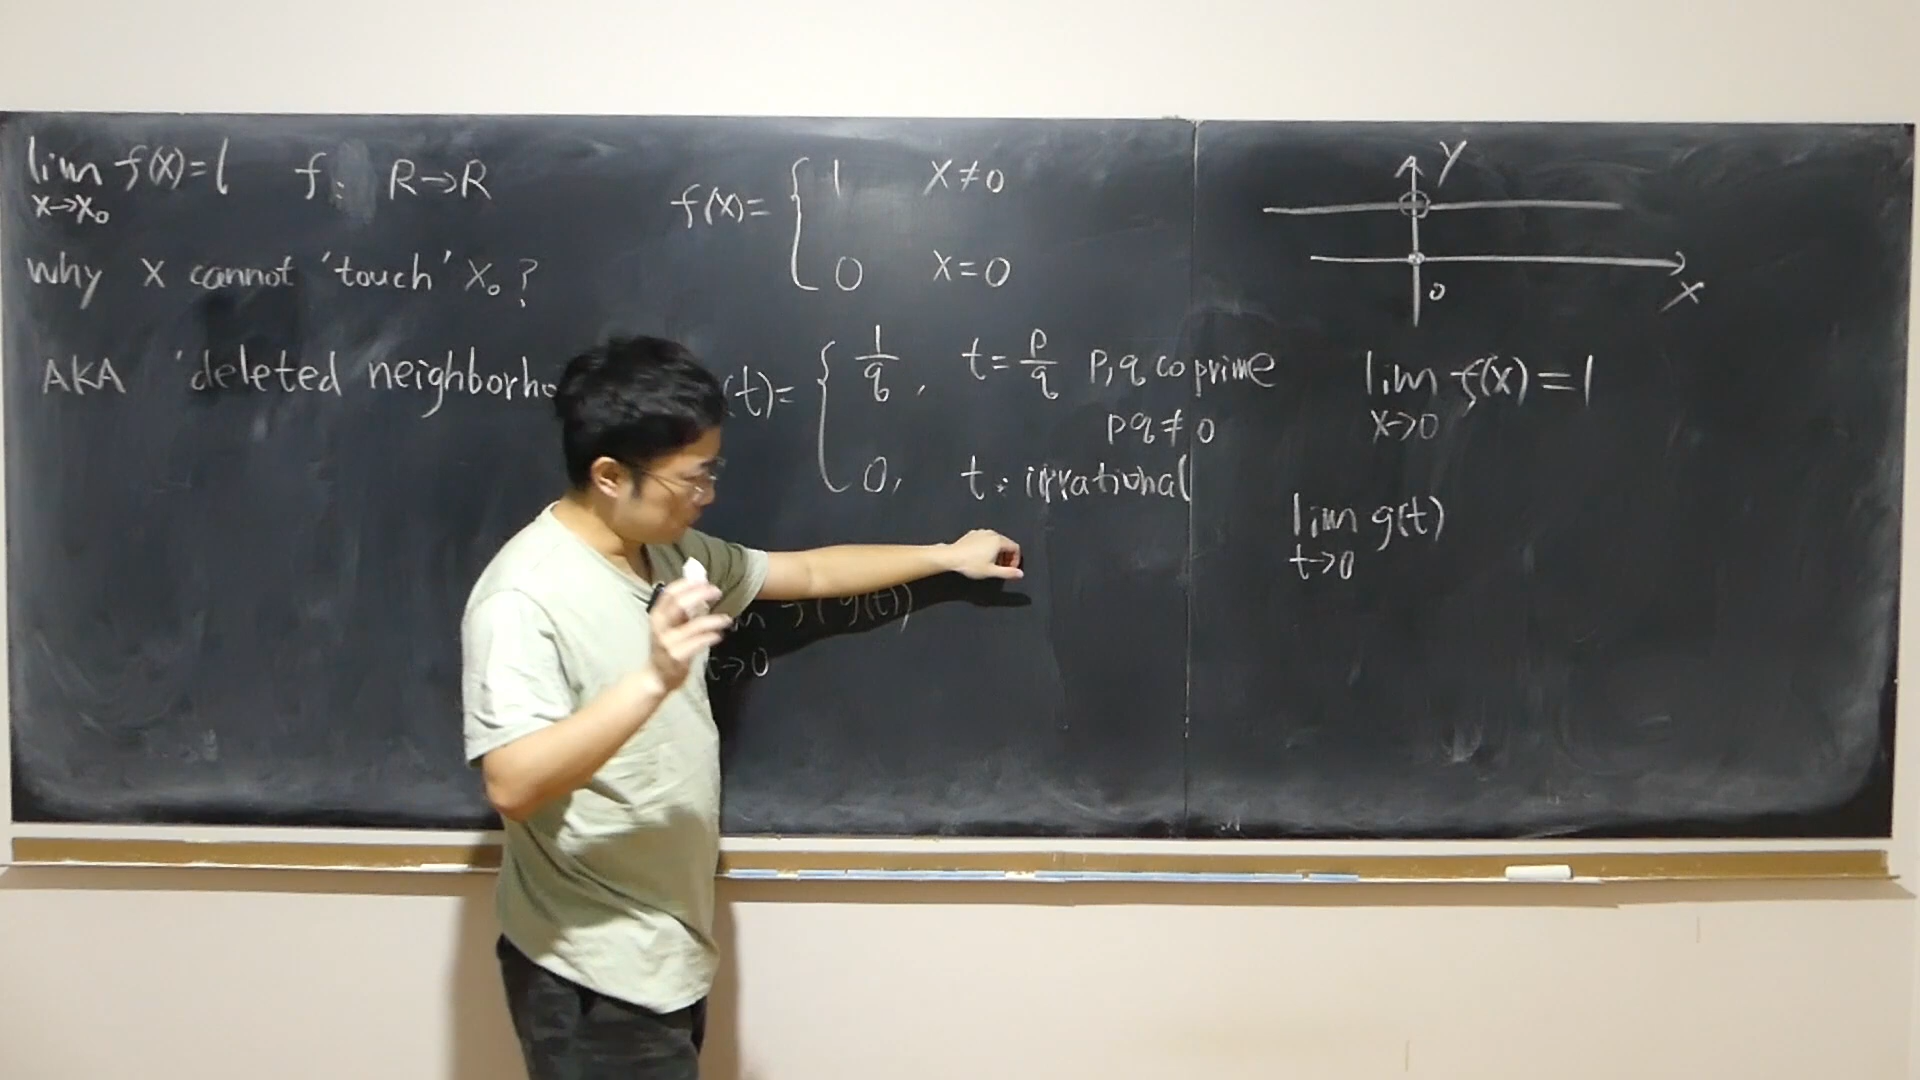 lim f(x)=l f: R→R
x→x₀
why x cannot 'touch' x₀?
AKA 'deleted neighborho
f(x)= { 1 x≠0
0 x=0
(t)= { 1/q, t=p/q p,q coprime
pq≠0
0, t: irrational
f(g(t))
t→0
y
0
x
lim f(x)=1
x→0
lim g(t)
t→0